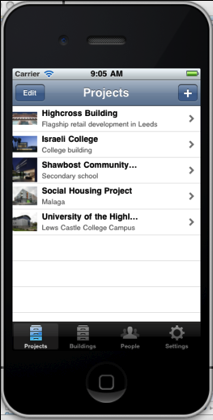 Carrier 9:05 AM
Edit Projects +
Highcross Building
Flagship retail development in Leeds
Israeli College
College building
Shawbost Community...
Secondary school
Social Housing Project
Malaga
University of the Highl...
Lews Castle College Campus
Projects Buildings People Settings